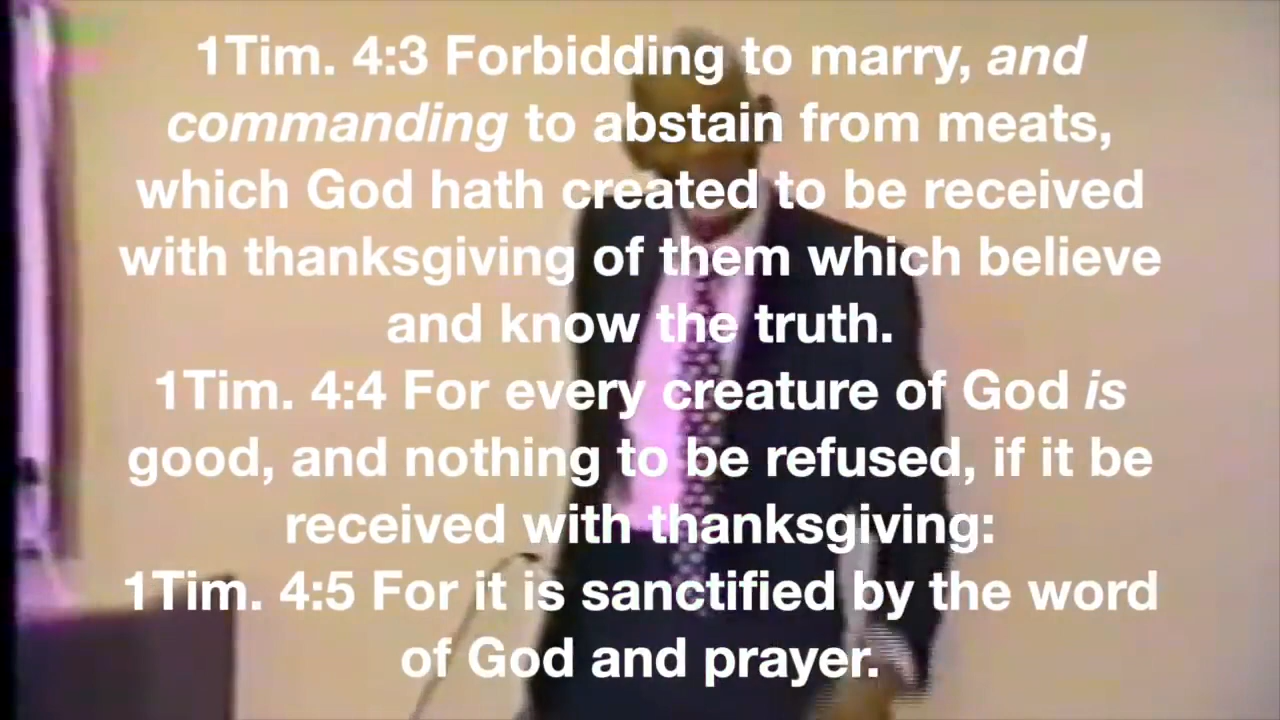 1Tim. 4:3 Forbidding to marry, and
commanding to abstain from meats,
which God hath created to be received
with thanksgiving of them which believe
and know the truth.
1Tim. 4:4 For every creature of God is
good, and nothing to be refused, if it be
received with thanksgiving:
1Tim. 4:5 For it is sanctified by the word
of God and prayer.